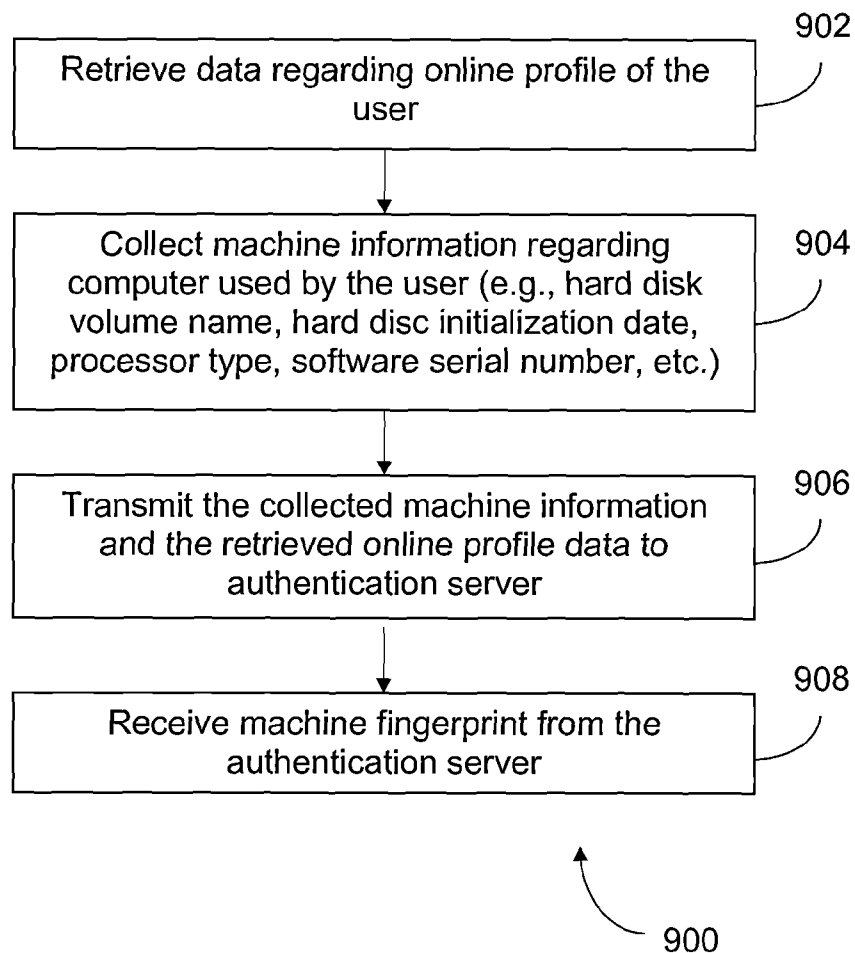 902
Retrieve data regarding online profile of the
user
904
Collect machine information regarding
computer used by the user (e.g., hard disk
volume name, hard disc initialization date,
processor type, software serial number, etc.)
906
Transmit the collected machine information
and the retrieved online profile data to
authentication server
908
Receive machine fingerprint from the
authentication server
900